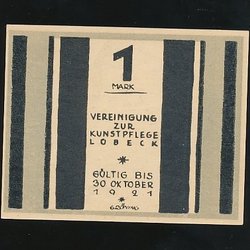 1
MARK
VEREINIGUNG
ZUR
KUNSTPFLEGE
LOBECK
GÜLTIG BIS
30 OKTOBER
1921